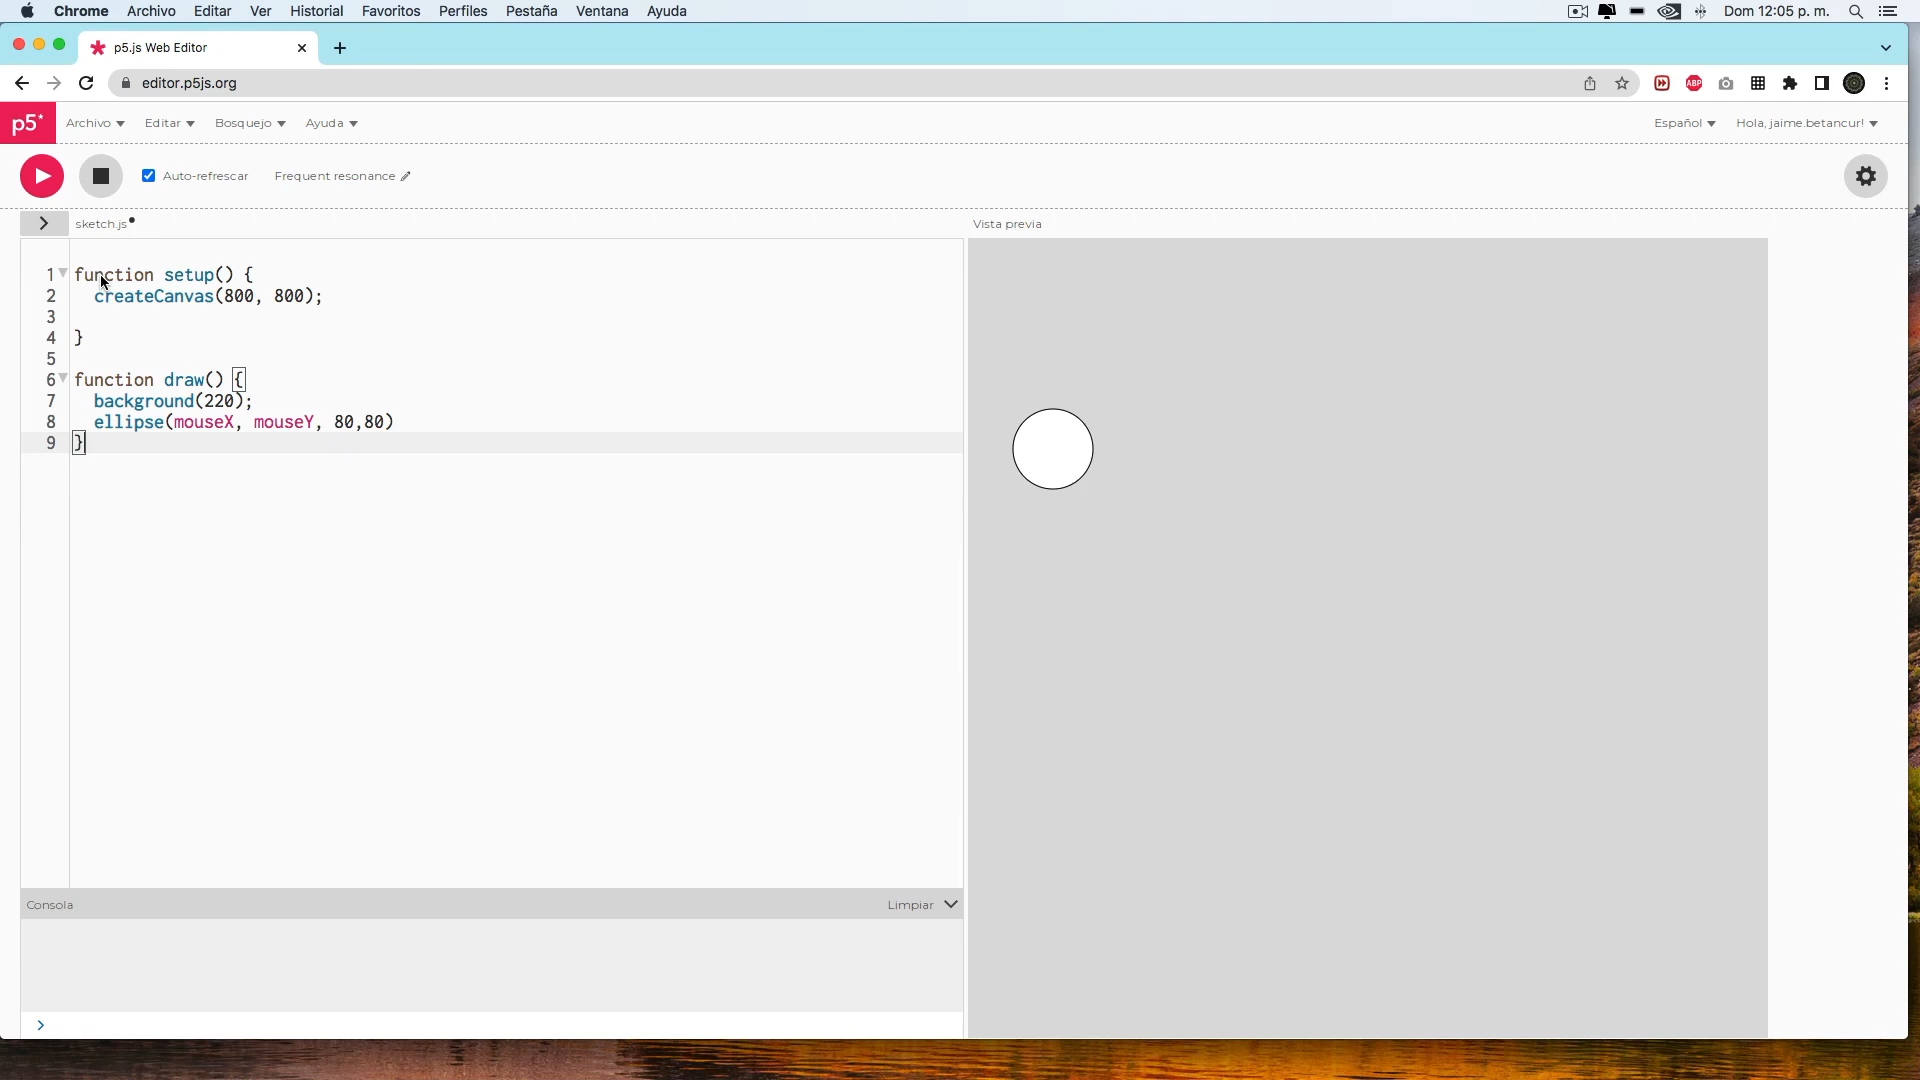 Chrome Archivo Editar Ver Historial Favoritos Perfiles Pestaña Ventana Ayuda Dom 12:05 p. m.
p5.js Web Editor
editor.p5js.org
ABP
p5* Archivo Editar Bosquejo Ayuda Español Hola, jaime.betancur!
Auto-refrescar Frequent resonance
sketch.js
Vista previa
1 function setup() {
2 createCanvas(800, 800);
3
4 }
5
6 function draw() {
7 background(220);
8 ellipse(mouseX, mouseY, 80,80)
9 }
Consola Limpiar
>